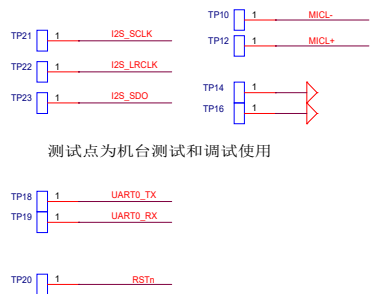 TP10 1 MICL-
TP21 1 I2S_SCLK
TP12 1 MICL+
TP22 1 I2S_LRCLK
TP14 1
TP23 1 I2S_SDO
TP16 1
测试点为机台测试和调试使用
TP18 1 UART0_TX
TP19 1 UART0_RX
TP20 1 RSTn